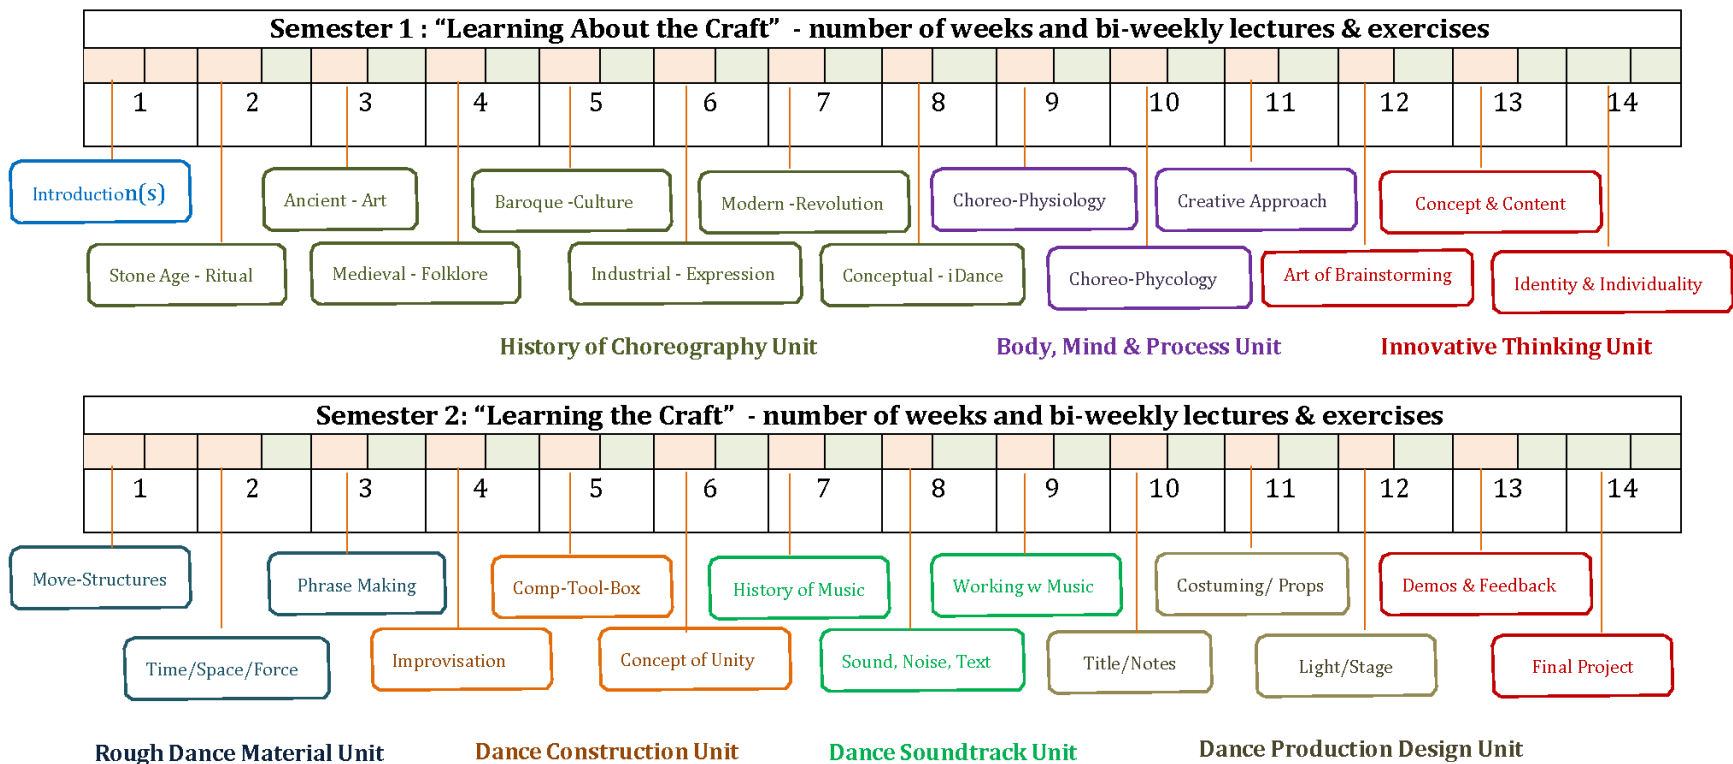 Semester 1 : “Learning About the Craft”  - number of weeks and bi-weekly lectures & exercises
1 2 3 4 5 6 7 8 9 10 11 12 13 14
Introduction(s)
Ancient - Art
Baroque -Culture
Modern -Revolution
Choreo-Physiology
Creative Approach
Concept & Content
Stone Age - Ritual
Medieval - Folklore
Industrial - Expression
Conceptual - iDance
Choreo-Phycology
Art of Brainstorming
Identity & Individuality
History of Choreography Unit
Body, Mind & Process Unit
Innovative Thinking Unit
Semester 2: “Learning the Craft”  - number of weeks and bi-weekly lectures & exercises
1 2 3 4 5 6 7 8 9 10 11 12 13 14
Move-Structures
Phrase Making
Comp-Tool-Box
History of Music
Working w Music
Costuming/ Props
Demos & Feedback
Time/Space/Force
Improvisation
Concept of Unity
Sound, Noise, Text
Title/Notes
Light/Stage
Final Project
Rough Dance Material Unit
Dance Construction Unit
Dance Soundtrack Unit
Dance Production Design Unit